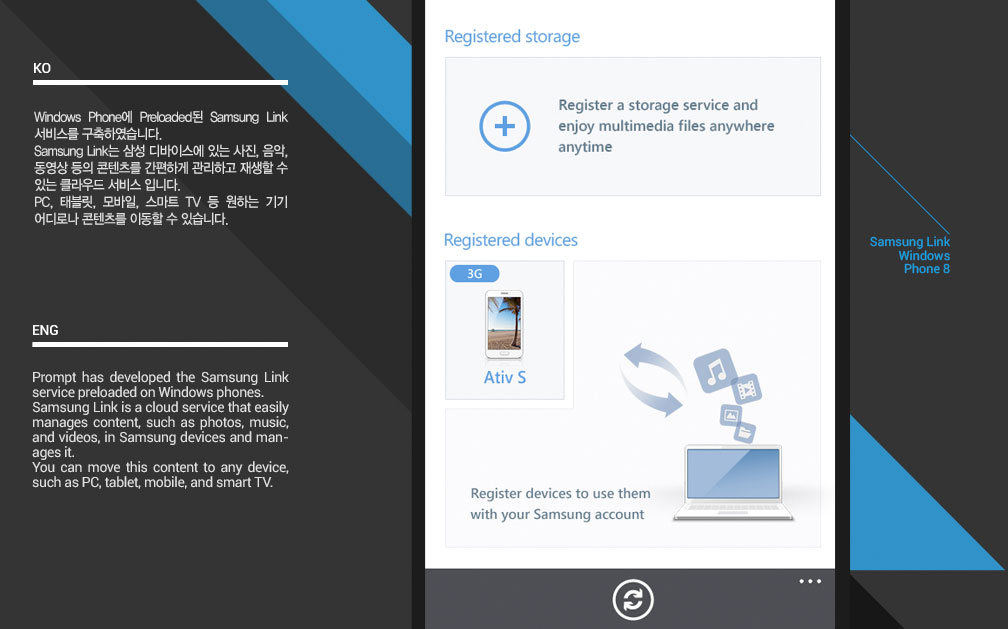 KO
Windows Phone에 Preloaded된 Samsung Link
서비스를 구축하였습니다.
Samsung Link는 삼성 디바이스에 있는 사진, 음악,
동영상 등의 콘텐츠를 간편하게 관리하고 재생할 수
있는 클라우드 서비스 입니다.
PC, 태블릿, 모바일, 스마트 TV 등 원하는 기기
어디로나 콘텐츠를 이동할 수 있습니다.
ENG
Prompt has developed the Samsung Link
service preloaded on Windows phones.
Samsung Link is a cloud service that easily
manages content, such as photos, music,
and videos, in Samsung devices and man-
ages it.
You can move this content to any device,
such as PC, tablet, mobile, and smart TV.
Registered storage
Register a storage service and
enjoy multimedia files anywhere
anytime
Registered devices
3G
Ativ S
Register devices to use them
with your Samsung account
Samsung Link
Windows
Phone 8